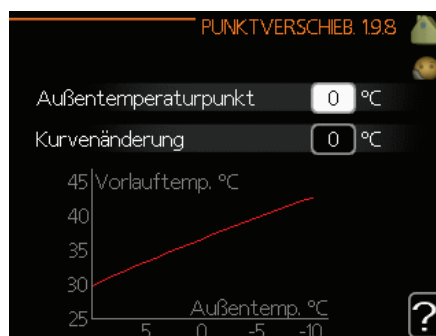 PUNKTVERSCHIEB. 1.9.8
Außentemperaturpunkt 0 °C
Kurvenänderung 0 °C
45 Vorlauftemp. °C
40
35
30
25
Außentemp. °C
5 0 -5 -10
?